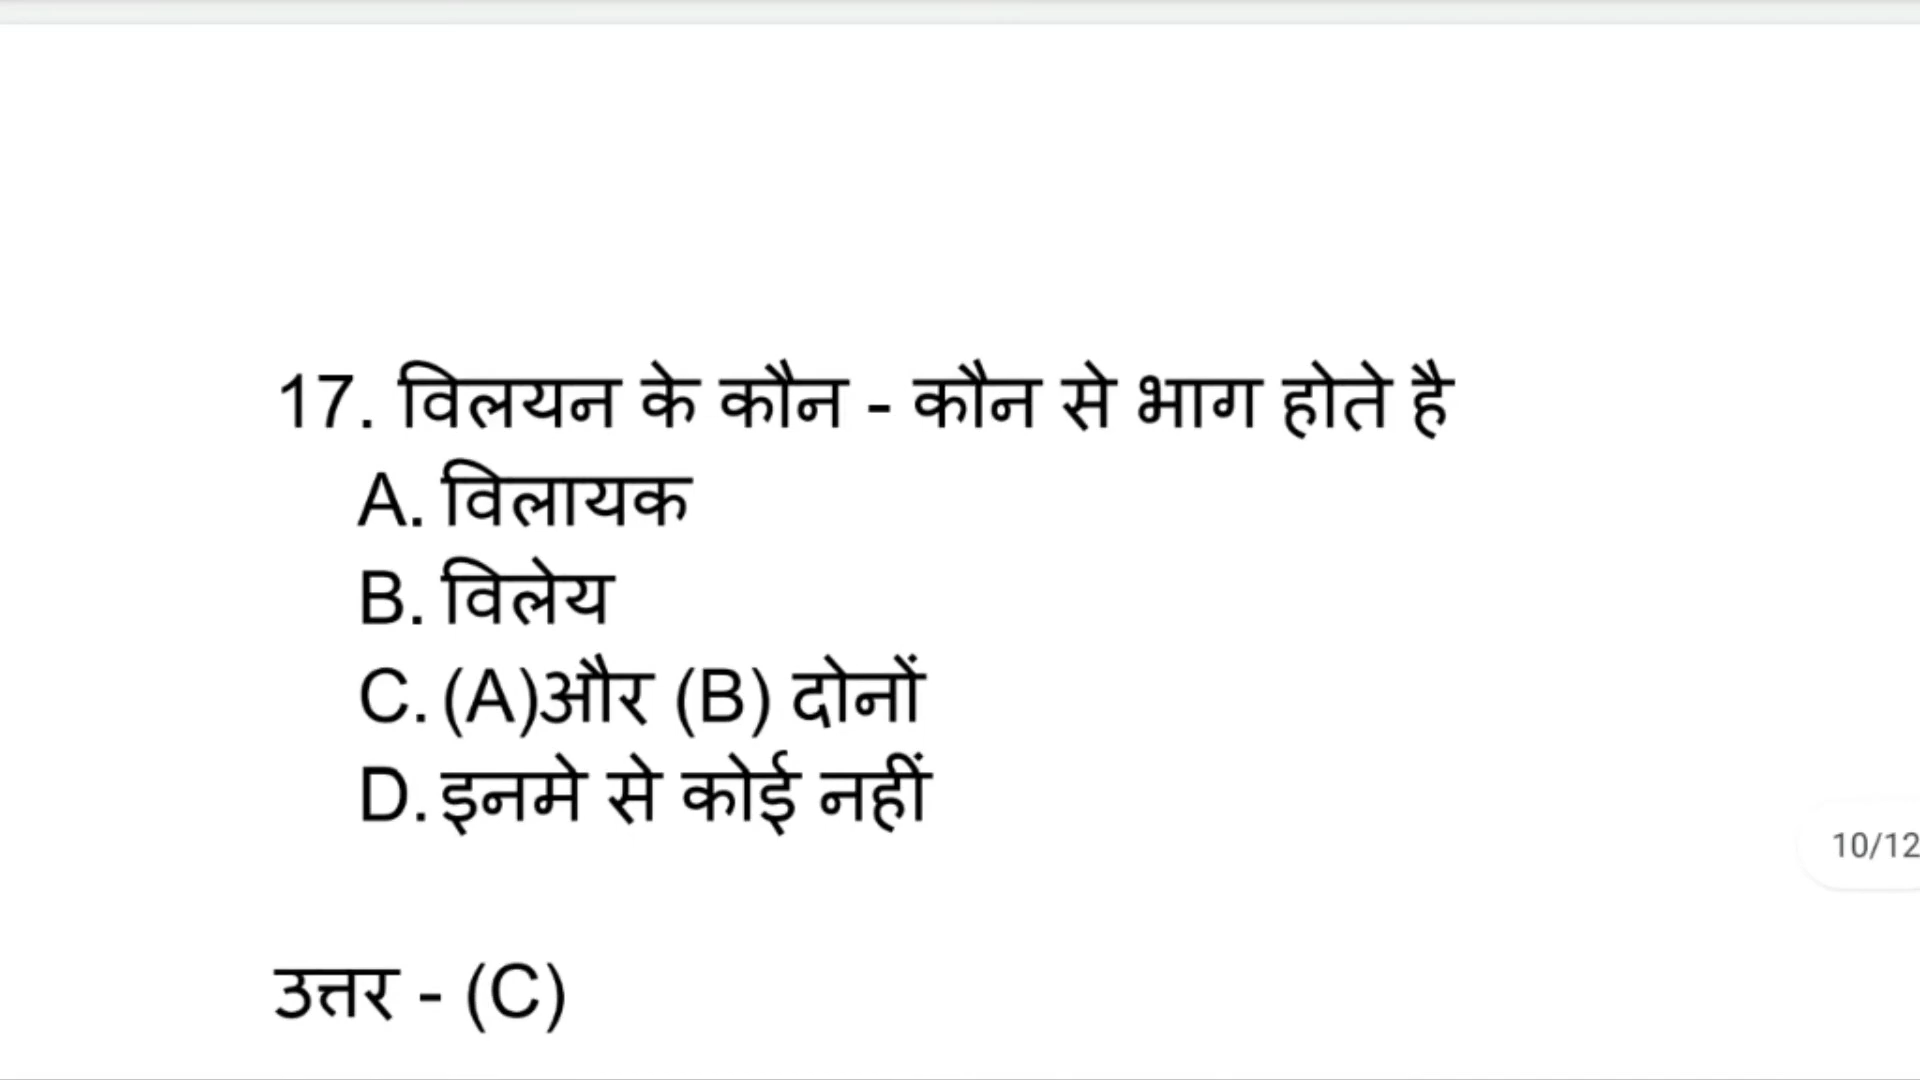 17. विलयन के कौन - कौन से भाग होते है
A. विलायक
B. विलेय
C. (A)और (B) दोनों
D. इनमे से कोई नहीं
10/12
उत्तर - (C)